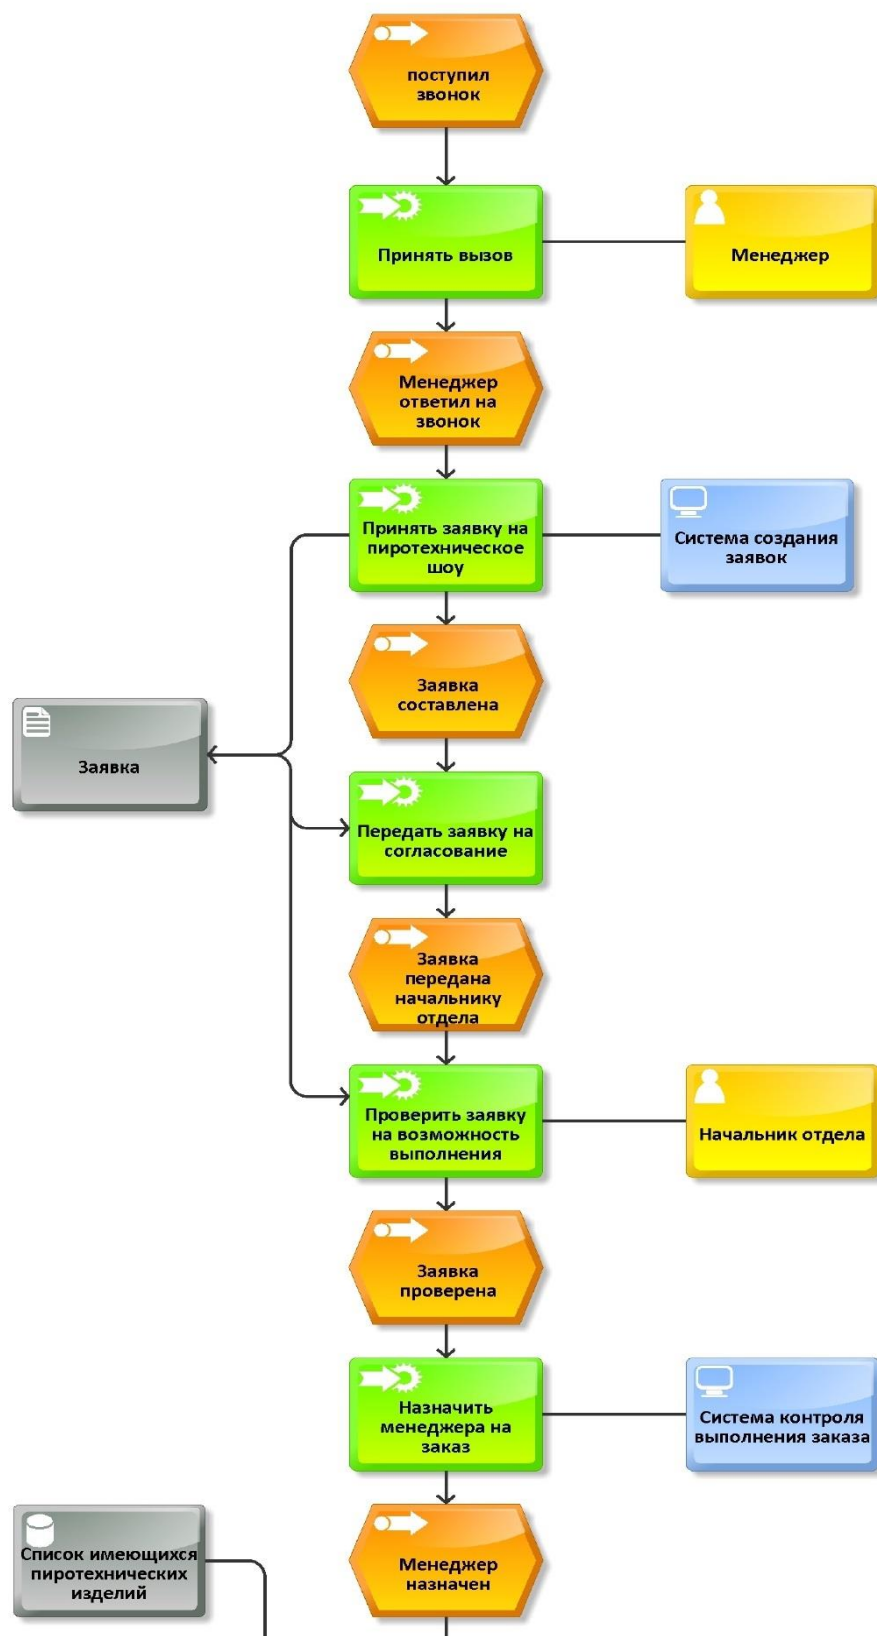 поступил
звонок
Принять вызов
Менеджер
Менеджер
ответил на
звонок
Принять заявку на
пиротехническое
шоу
Система создания
заявок
Заявка
составлена
Заявка
Передать заявку на
согласование
Заявка
передана
начальнику
отдела
Проверить заявку
на возможность
выполнения
Начальник отдела
Заявка
проверена
Назначить
менеджера на
заказ
Система контроля
выполнения заказа
Список имеющихся
пиротехнических
изделий
Менеджер
назначен